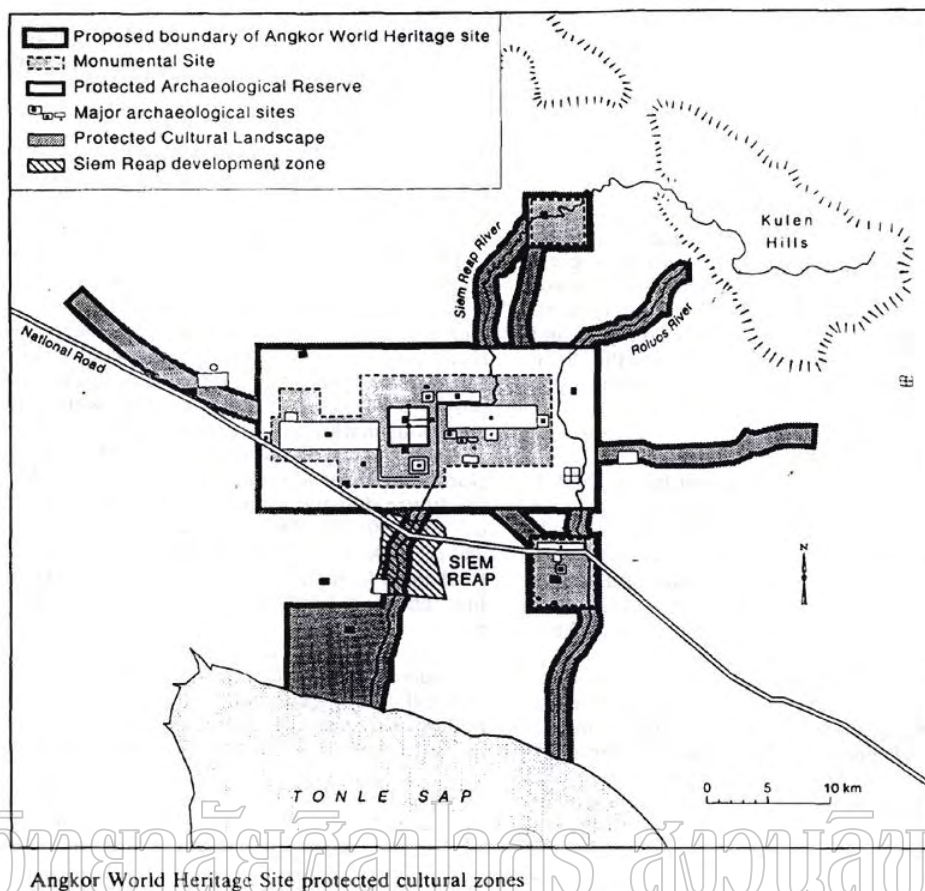 Proposed boundary of Angkor World Heritage site
Monumental Site
Protected Archaeological Reserve
Major archaeological sites
Protected Cultural Landscape
Siem Reap development zone
Kulen
Hills
Siem Reap River
Roluos River
National Road
N
SIEM
REAP
0 5 10 km
TONLE SAP
Angkor World Heritage Site protected cultural zones